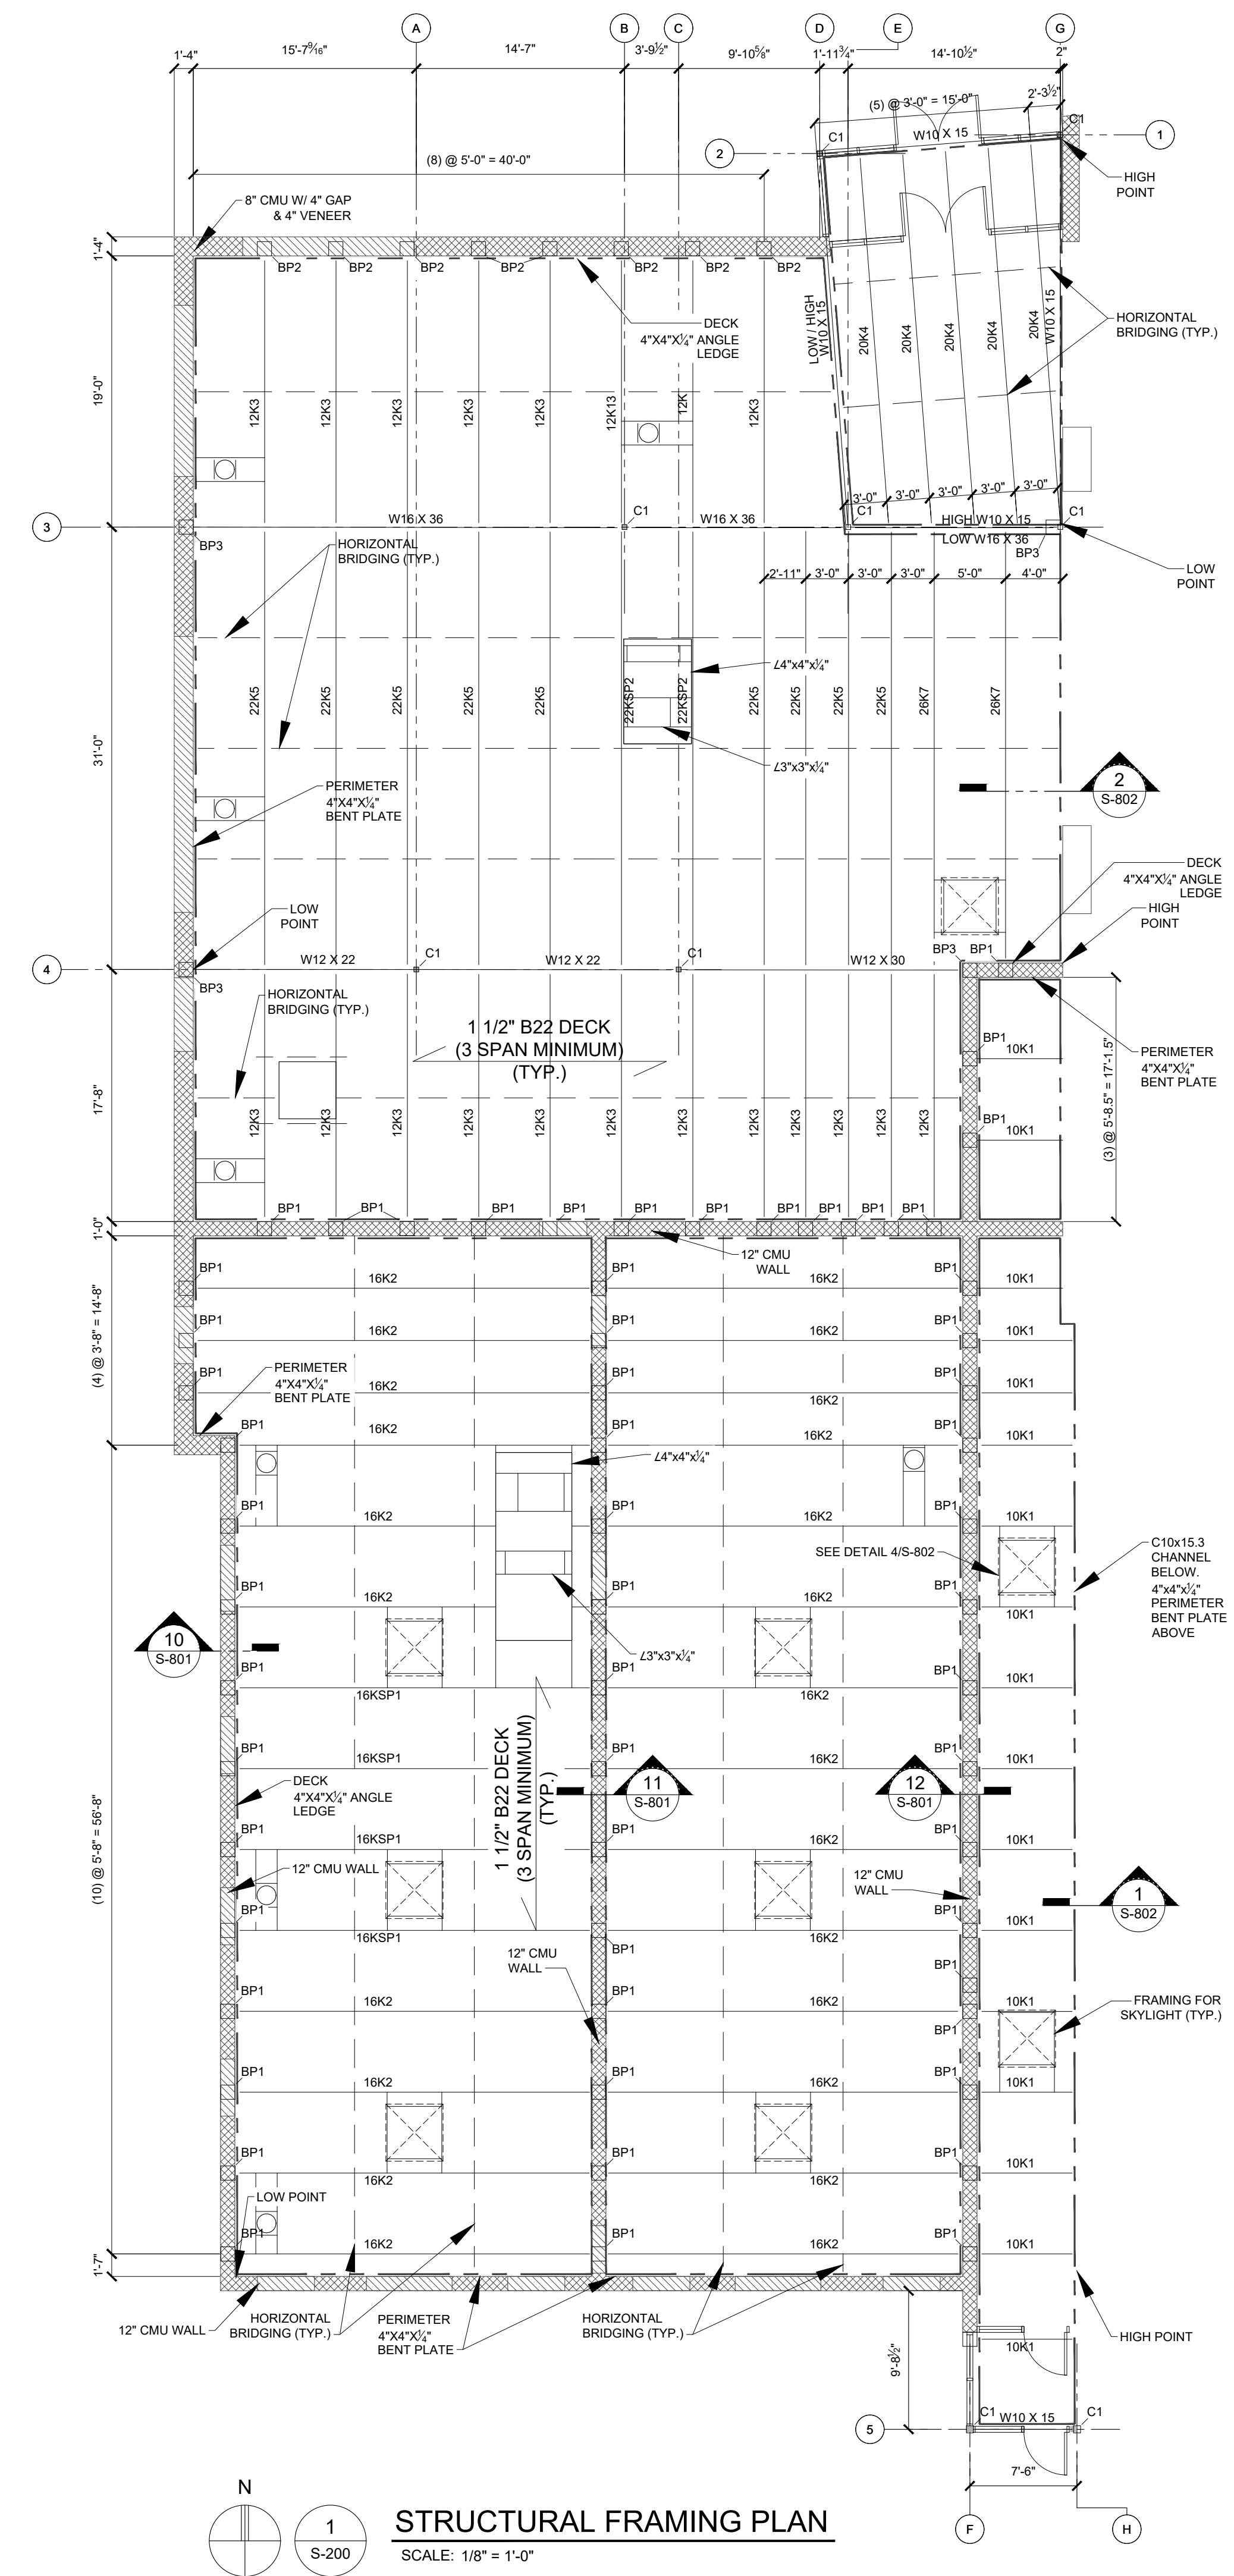 A
B
C
D
E
G
1'-4"
15'-7 9/16"
14'-7"
3'-9½"
9'-10⅝"
1'-11¾"
14'-10½"
2"
2'-3½"
(5) @ 3'-0" = 15'-0"
W10 X 15
C1
1
2
C1
(8) @ 5'-0" = 40'-0"
HIGH
POINT
8" CMU W/ 4" GAP
& 4" VENEER
1'-4"
BP2
BP2
BP2
BP2
BP2
BP2
BP2
DECK
4"X4"X¼" ANGLE
LEDGE
LOW / HIGH
W10 X 15
20K4
20K4
20K4
20K4
20K4
W10 X 15
HORIZONTAL
BRIDGING (TYP.)
19'-0"
12K3
12K3
12K3
12K3
12K3
12K13
12K
12K3
3'-0"
3'-0"
3'-0"
3'-0"
3'-0"
3
W16 X 36
C1
W16 X 36
C1
HIGH W10 X 15
C1
LOW W16 X 36
BP3
BP3
HORIZONTAL
BRIDGING (TYP.)
LOW
POINT
2'-11"
3'-0"
3'-0"
3'-0"
5'-0"
4'-0"
∠4"x4"x¼"
22K5
22K5
22K5
22K5
22K5
22KSP2
22KSP2
22K5
22K5
22K5
22K5
26K7
26K7
31'-0"
∠3"x3"x¼"
2
S-802
PERIMETER
4"X4"X¼"
BENT PLATE
DECK
4"X4"X¼" ANGLE
LEDGE
LOW
POINT
HIGH
POINT
4
W12 X 22
C1
W12 X 22
C1
W12 X 30
BP3
BP1
BP3
HORIZONTAL
BRIDGING (TYP.)
1 1/2" B22 DECK
(3 SPAN MINIMUM)
(TYP.)
BP1
10K1
PERIMETER
4"X4"X¼"
BENT PLATE
17'-8"
12K3
12K3
12K3
12K3
12K3
12K3
12K3
12K3
12K3
12K3
12K3
12K3
BP1
10K1
(3) @ 5'-8.5" = 17'-1.5"
1'-0"
BP1
BP1
BP1
BP1
BP1
BP1
BP1
BP1
BP1
BP1
12" CMU
WALL
BP1
16K2
BP1
16K2
BP1
10K1
BP1
16K2
BP1
16K2
BP1
10K1
(4) @ 3'-8" = 14'-8"
PERIMETER
4"X4"X¼"
BENT PLATE
BP1
16K2
BP1
16K2
BP1
10K1
BP1
16K2
BP1
16K2
BP1
10K1
∠4"x4"x¼"
BP1
16K2
BP1
16K2
BP1
10K1
SEE DETAIL 4/S-802
C10x15.3
CHANNEL
BELOW.
4"x4"x¼"
PERIMETER
BENT PLATE
ABOVE
BP1
16K2
BP1
16K2
BP1
10K1
10
S-801
∠3"x3"x¼"
BP1
16KSP1
BP1
16K2
BP1
10K1
1 1/2" B22 DECK
(3 SPAN MINIMUM)
(TYP.)
BP1
16KSP1
BP1
16K2
BP1
10K1
DECK
4"X4"X¼" ANGLE
LEDGE
11
S-801
12
S-801
BP1
16KSP1
BP1
16K2
BP1
10K1
(10) @ 5'-8" = 56'-8"
12" CMU WALL
12" CMU
WALL
1
S-802
BP1
16KSP1
BP1
16K2
BP1
10K1
12" CMU
WALL
BP1
BP1
16K2
BP1
16K2
10K1
FRAMING FOR
SKYLIGHT (TYP.)
BP1
BP1
16K2
BP1
16K2
BP1
10K1
BP1
16K2
BP1
16K2
BP1
10K1
LOW POINT
BP1
16K2
BP1
16K2
BP1
10K1
1'-7"
12" CMU WALL
HORIZONTAL
BRIDGING (TYP.)
PERIMETER
4"X4"X¼"
BENT PLATE
HORIZONTAL
BRIDGING (TYP.)
HIGH POINT
10K1
9'-8½"
5
C1
W10 X 15
C1
7'-6"
F
H
N
1
S-200
STRUCTURAL FRAMING PLAN
SCALE: 1/8" = 1'-0"